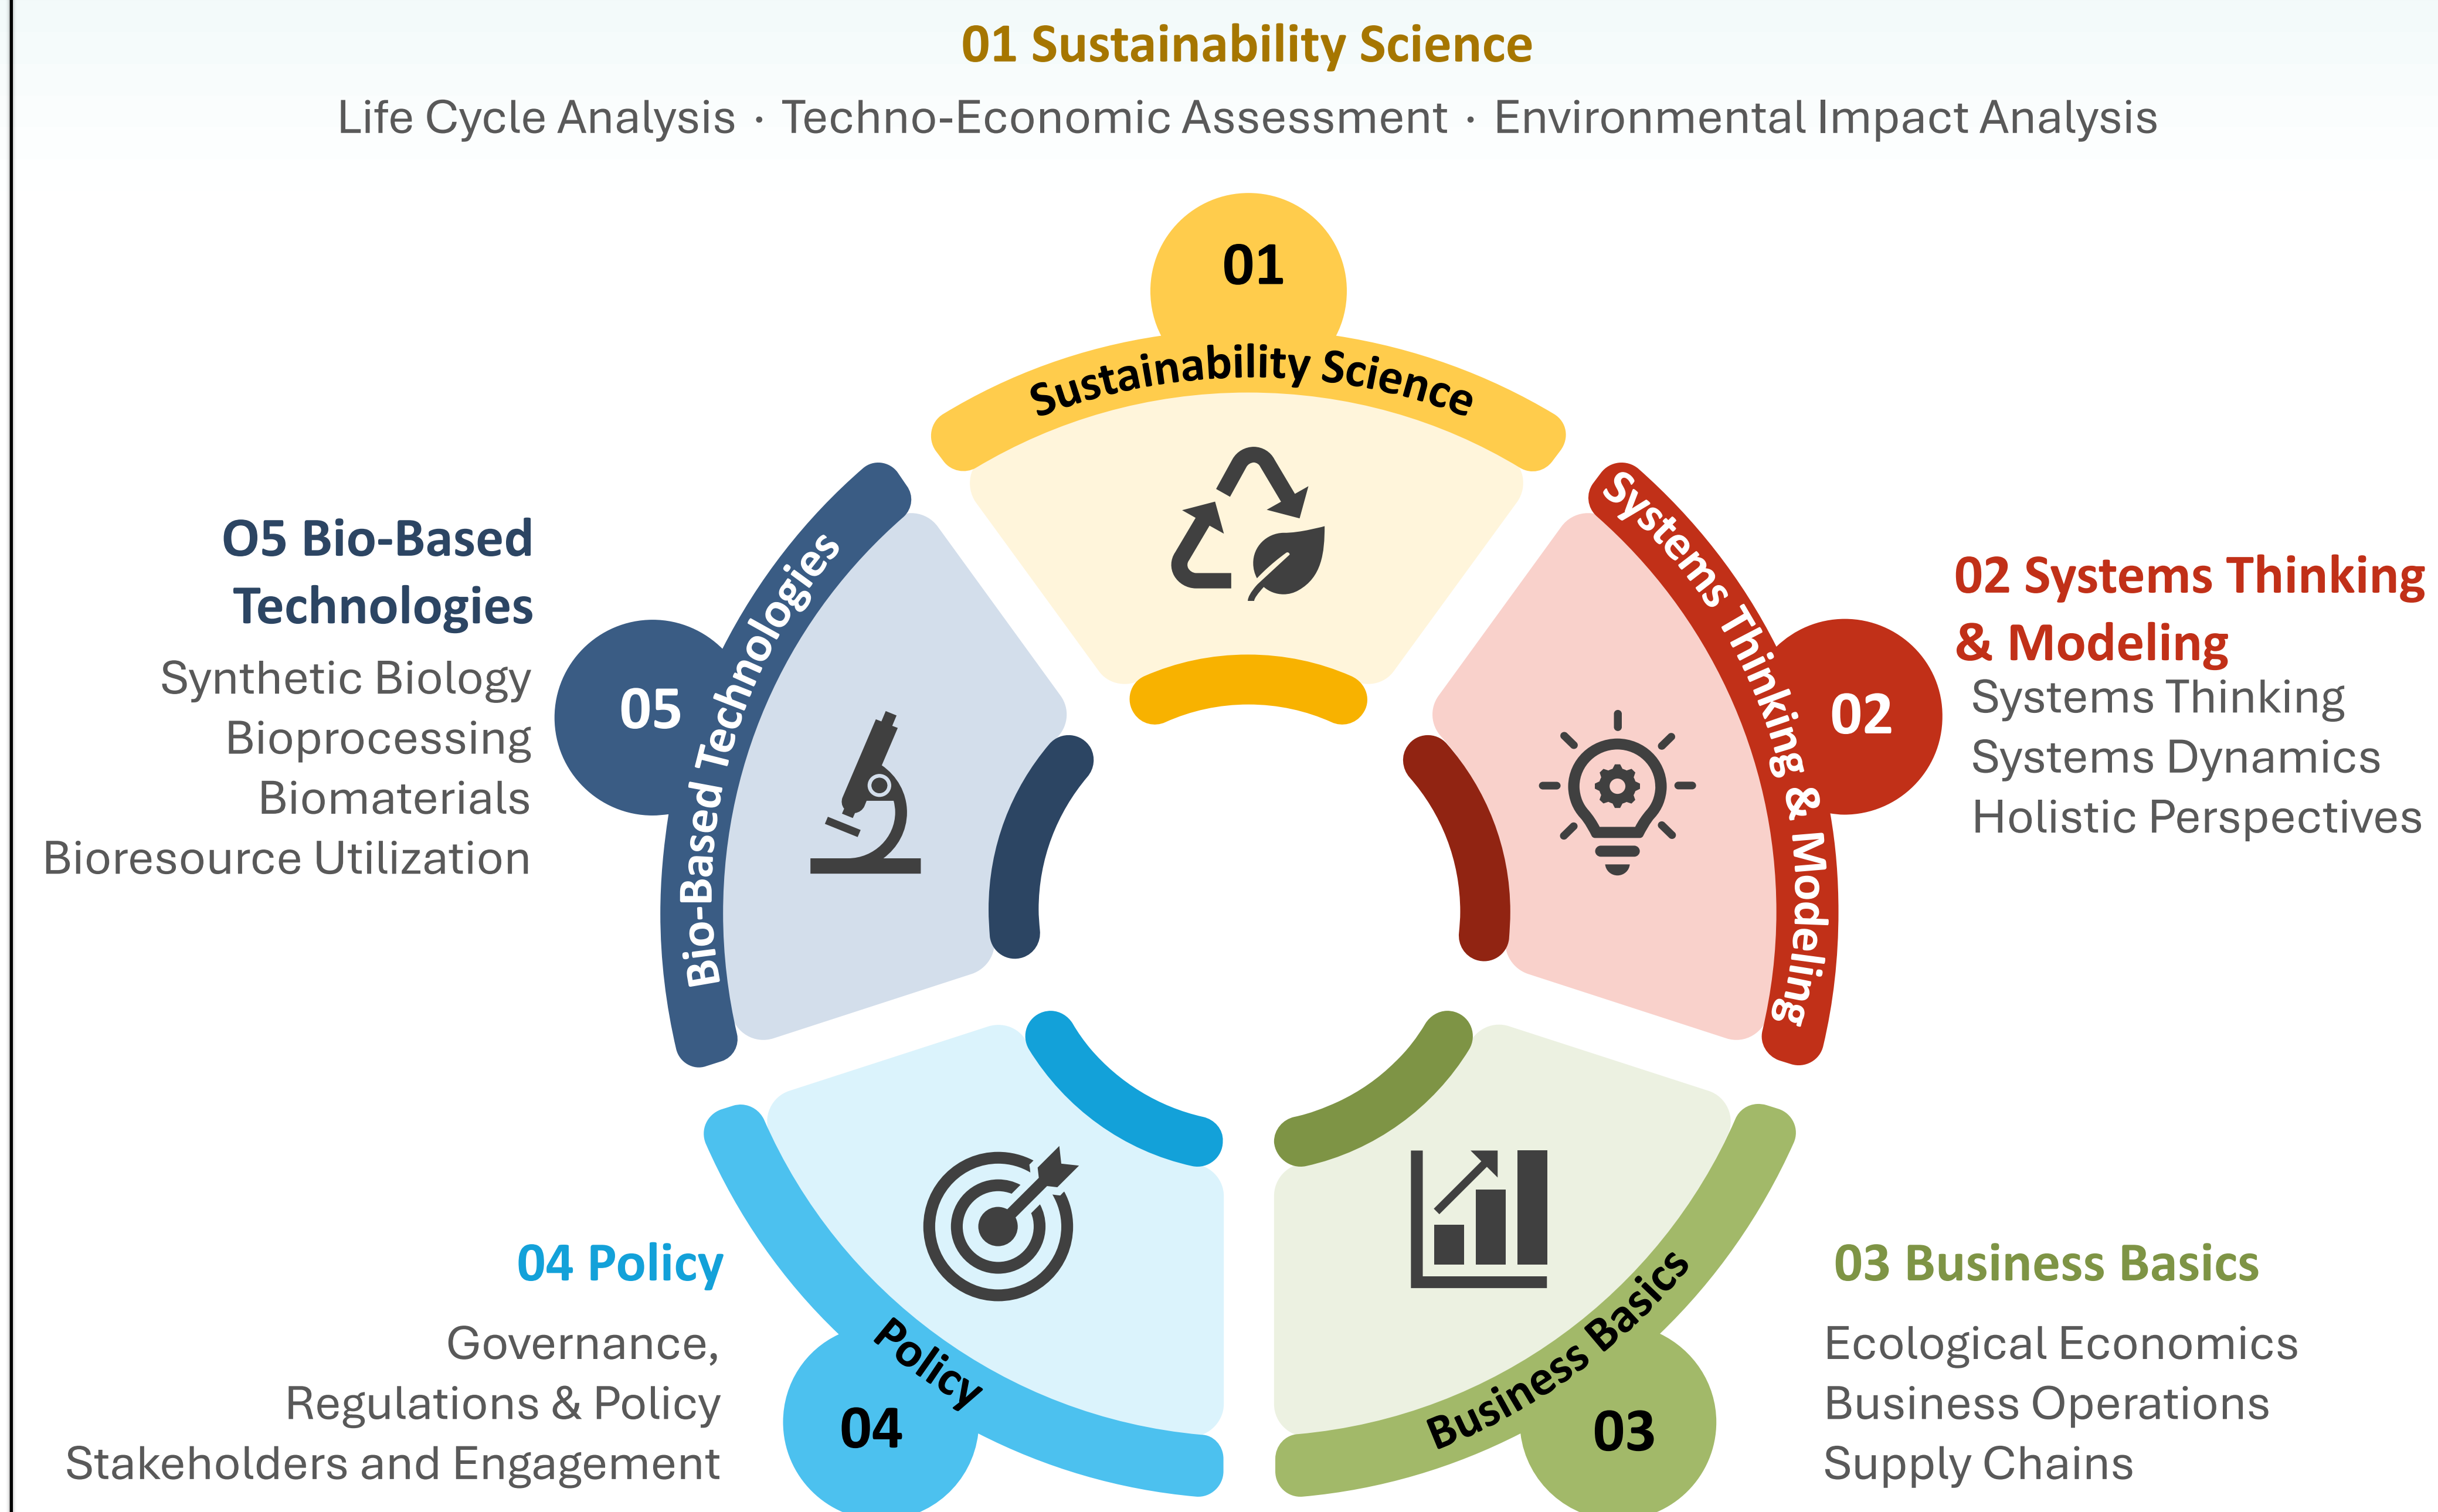 01 Sustainability Science
Life Cycle Analysis · Techno-Economic Assessment · Environmental Impact Analysis
01
Sustainability Science
Systems Thinking & Modeling
02
02 Systems Thinking
& Modeling
Systems Thinking
Systems Dynamics
Holistic Perspectives
Business Basics
03
03 Business Basics
Ecological Economics
Business Operations
Supply Chains
Policy
04
04 Policy
Governance,
Regulations & Policy
Stakeholders and Engagement
Bio-Based Technologies
05
O5 Bio-Based
Technologies
Synthetic Biology
Bioprocessing
Biomaterials
Bioresource Utilization